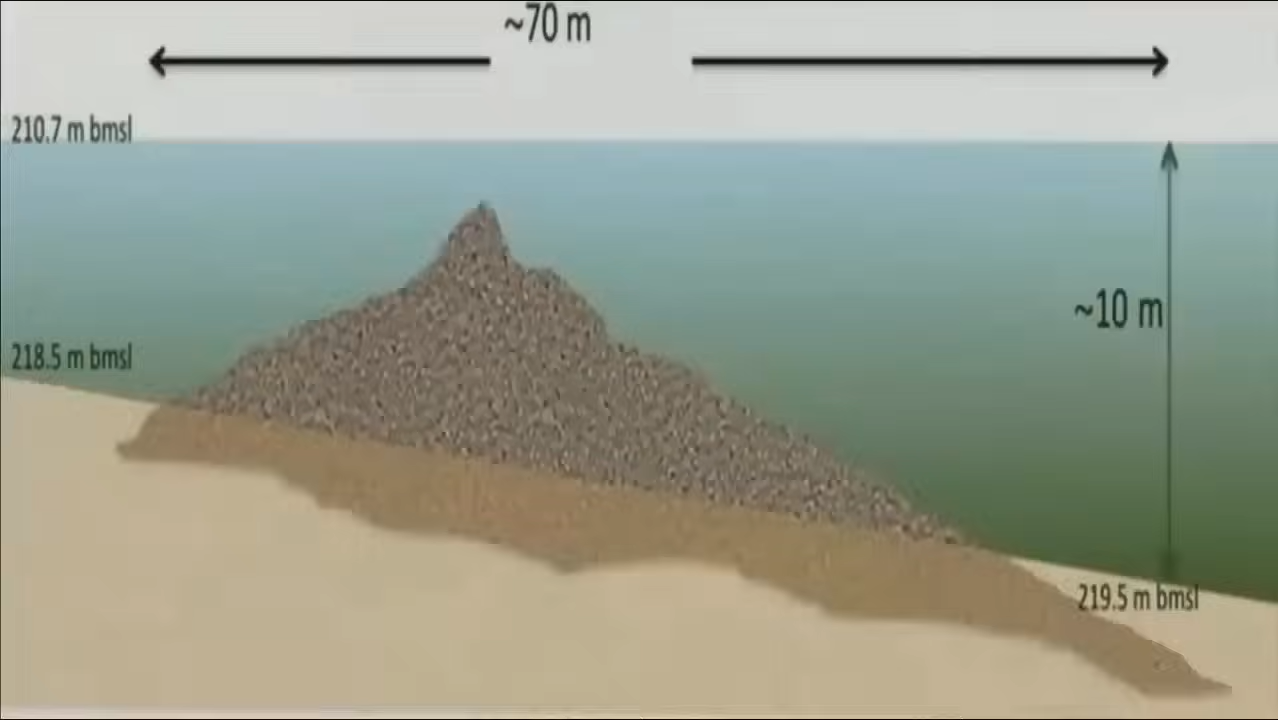 ~70 m
210.7 m bmsl
~10 m
218.5 m bmsl
219.5 m bmsl